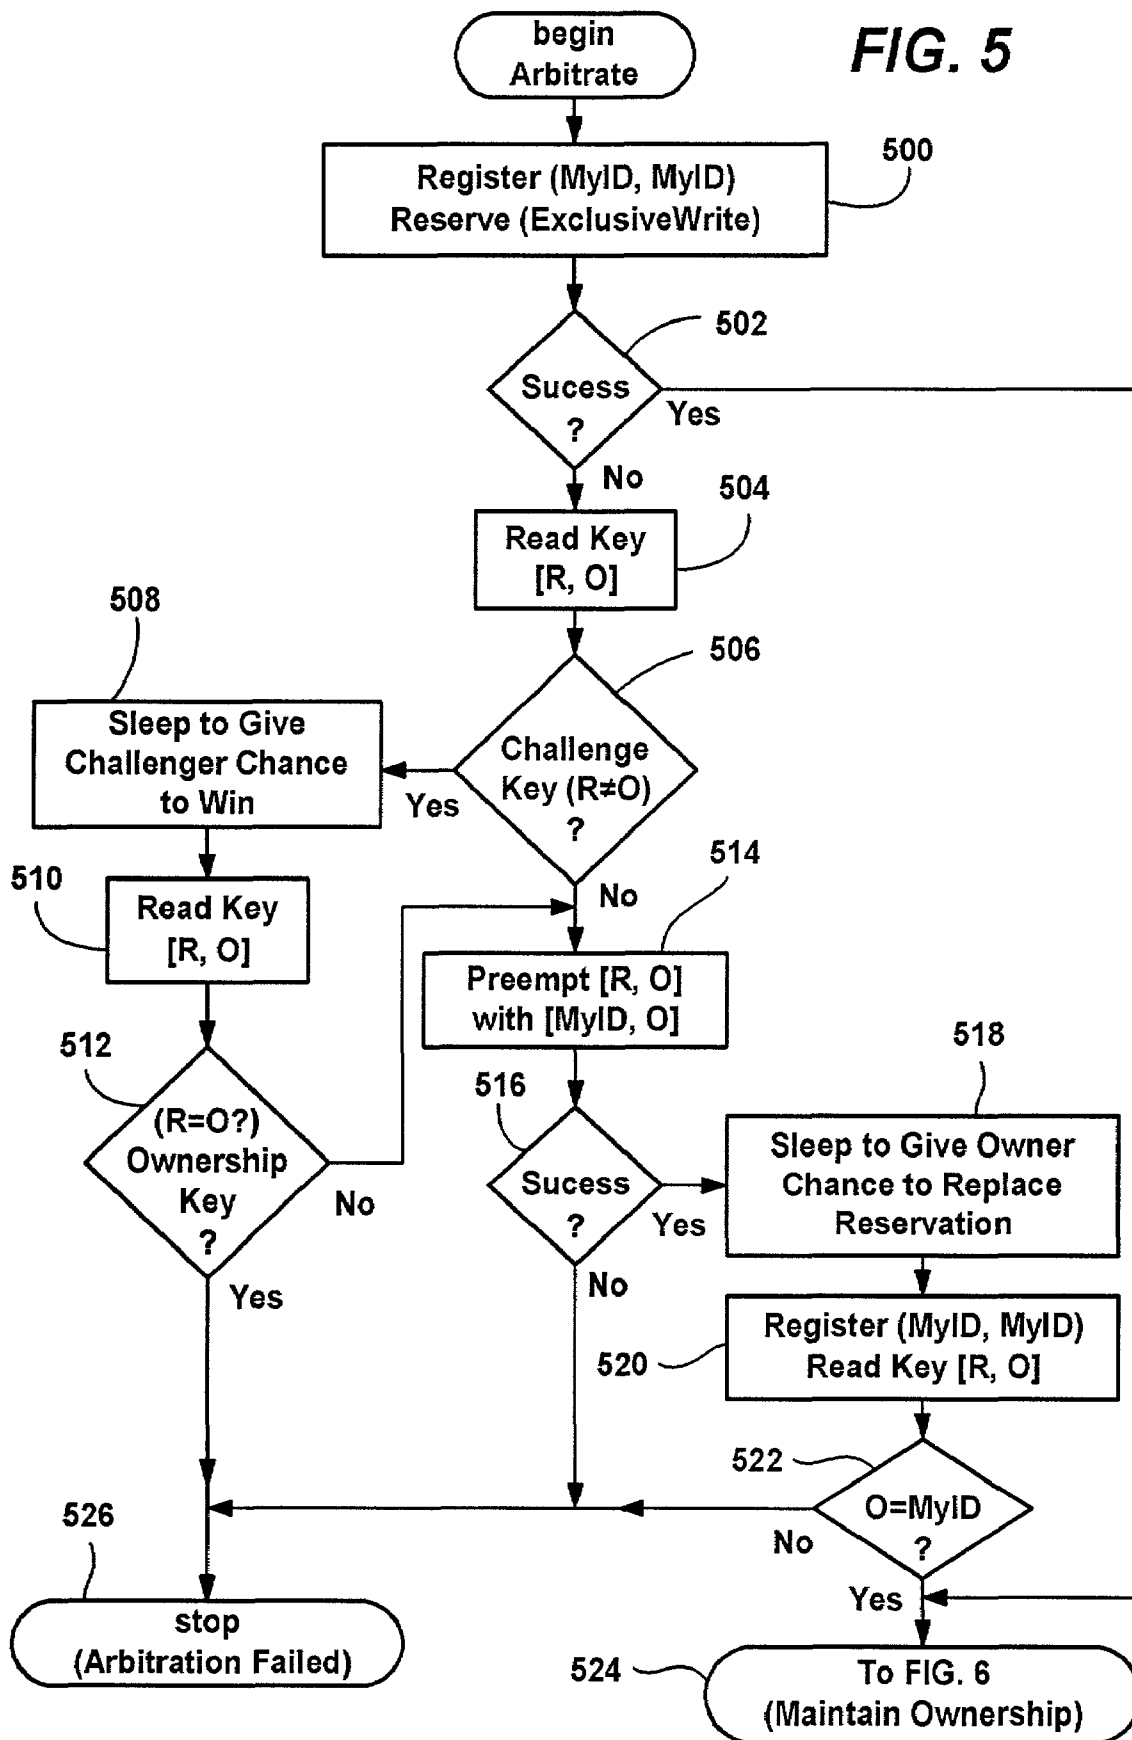 begin
Arbitrate
FIG. 5
500
Register (MyID, MyID)
Reserve (ExclusiveWrite)
502
Sucess
?
Yes
No
504
Read Key
[R, O]
508
506
Sleep to Give
Challenger Chance
to Win
Challenge
Key (R≠O)
?
Yes
No
510
Read Key
[R, O]
514
Preempt [R, O]
with [MyID, O]
512
(R=O?)
Ownership
Key
?
No
Yes
516
Sucess
?
Yes
No
518
Sleep to Give Owner
Chance to Replace
Reservation
520
Register (MyID, MyID)
Read Key [R, O]
522
O=MyID
?
No
Yes
526
stop
(Arbitration Failed)
524
To FIG. 6
(Maintain Ownership)